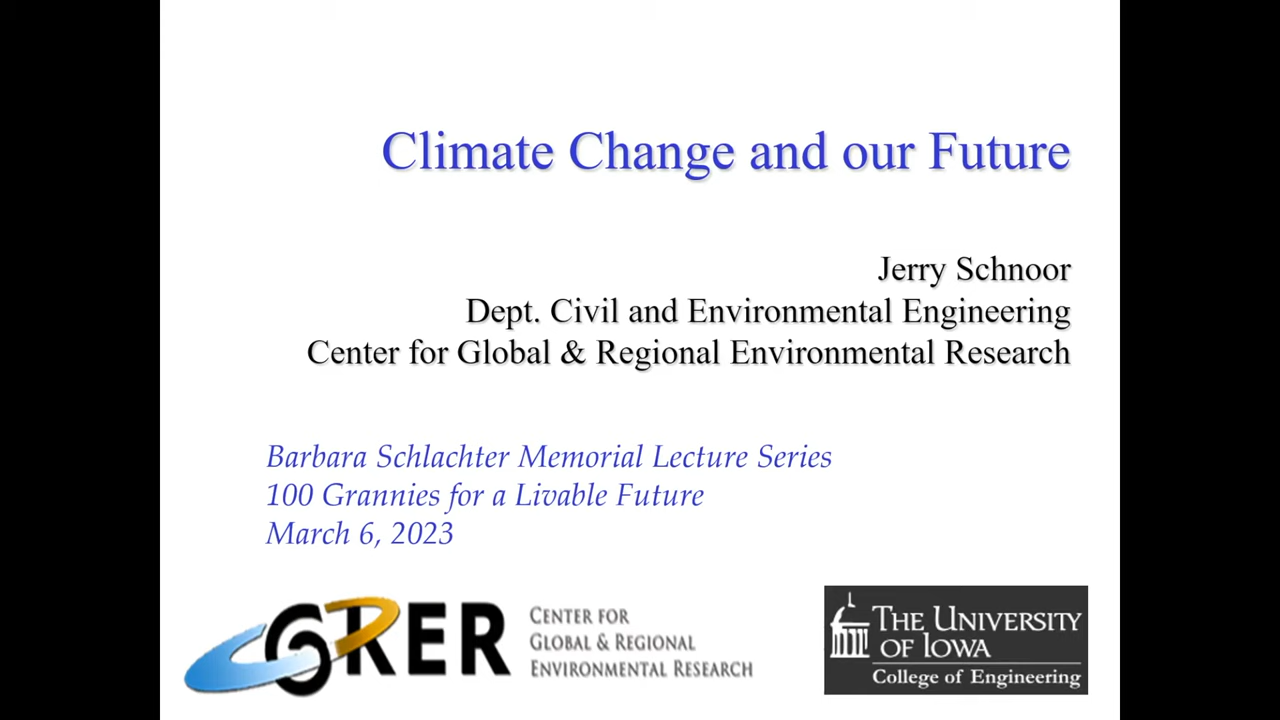 Climate Change and our Future
Jerry Schnoor
Dept. Civil and Environmental Engineering
Center for Global & Regional Environmental Research
Barbara Schlachter Memorial Lecture Series
100 Grannies for a Livable Future
March 6, 2023
CGRER
CENTER FOR
GLOBAL & REGIONAL
ENVIRONMENTAL RESEARCH
THE UNIVERSITY
OF IOWA
College of Engineering